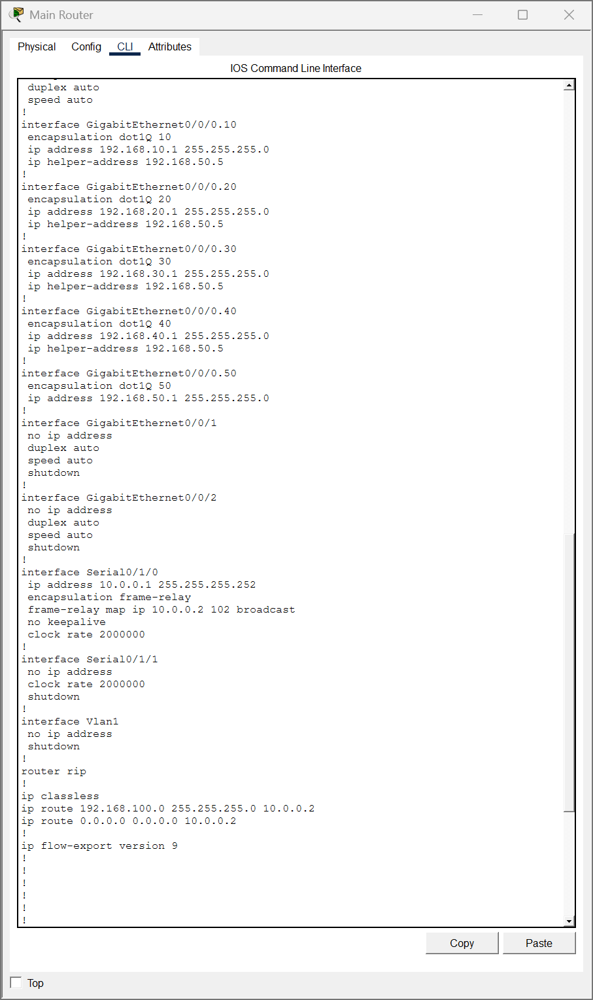 Main Router
Physical Config CLI Attributes
IOS Command Line Interface
duplex auto
speed auto
!
interface GigabitEthernet0/0/0.10
encapsulation dot1Q 10
ip address 192.168.10.1 255.255.255.0
ip helper-address 192.168.50.5
!
interface GigabitEthernet0/0/0.20
encapsulation dot1Q 20
ip address 192.168.20.1 255.255.255.0
ip helper-address 192.168.50.5
!
interface GigabitEthernet0/0/0.30
encapsulation dot1Q 30
ip address 192.168.30.1 255.255.255.0
ip helper-address 192.168.50.5
!
interface GigabitEthernet0/0/0.40
encapsulation dot1Q 40
ip address 192.168.40.1 255.255.255.0
ip helper-address 192.168.50.5
!
interface GigabitEthernet0/0/0.50
encapsulation dot1Q 50
ip address 192.168.50.1 255.255.255.0
!
interface GigabitEthernet0/0/1
no ip address
duplex auto
speed auto
shutdown
!
interface GigabitEthernet0/0/2
no ip address
duplex auto
speed auto
shutdown
!
interface Serial0/1/0
ip address 10.0.0.1 255.255.255.252
encapsulation frame-relay
frame-relay map ip 10.0.0.2 102 broadcast
no keepalive
clock rate 2000000
!
interface Serial0/1/1
no ip address
clock rate 2000000
shutdown
!
interface Vlan1
no ip address
shutdown
!
router rip
!
ip classless
ip route 192.168.100.0 255.255.255.0 10.0.0.2
ip route 0.0.0.0 0.0.0.0 10.0.0.2
!
ip flow-export version 9
!
!
!
!
!
!
Copy Paste
Top